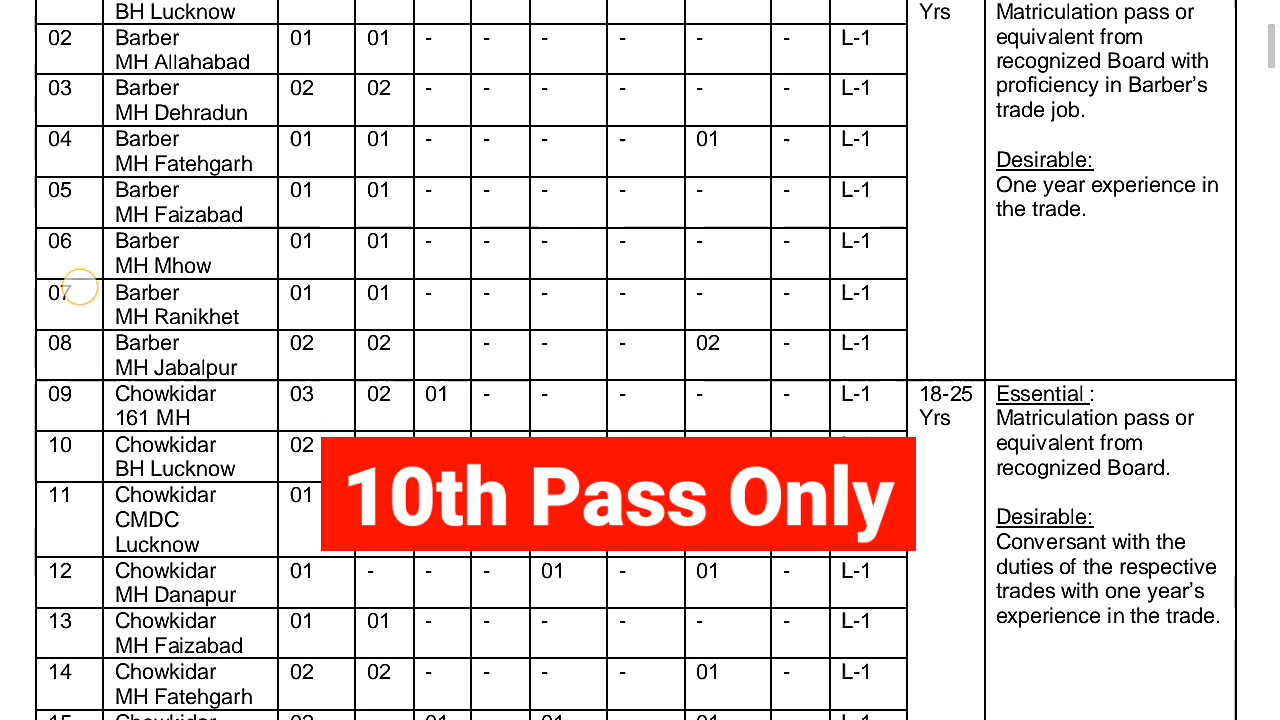 BH Lucknow Yrs Matriculation pass or
02 Barber 01 01 - - - - - - L-1 equivalent from
MH Allahabad recognized Board with
03 Barber 02 02 - - - - - - L-1 proficiency in Barber's
MH Dehradun trade job.
04 Barber 01 01 - - - - 01 - L-1
MH Fatehgarh Desirable:
05 Barber 01 01 - - - - - - L-1 One year experience in
MH Faizabad the trade.
06 Barber 01 01 - - - - - - L-1
MH Mhow
07 Barber 01 01 - - - - - - L-1
MH Ranikhet
08 Barber 02 02 - - - 02 - L-1
MH Jabalpur
09 Chowkidar 03 02 01 - - - - - L-1 18-25 Essential :
161 MH Yrs Matriculation pass or
10 Chowkidar 02 equivalent from
BH Lucknow recognized Board.
11 Chowkidar 01
CMDC Desirable:
Lucknow Conversant with the
10th Pass Only
12 Chowkidar 01 - - - 01 - 01 - L-1 duties of the respective
MH Danapur trades with one year's
13 Chowkidar 01 01 - - - - - - L-1 experience in the trade.
MH Faizabad
14 Chowkidar 02 02 - - - - 01 - L-1
MH Fatehgarh